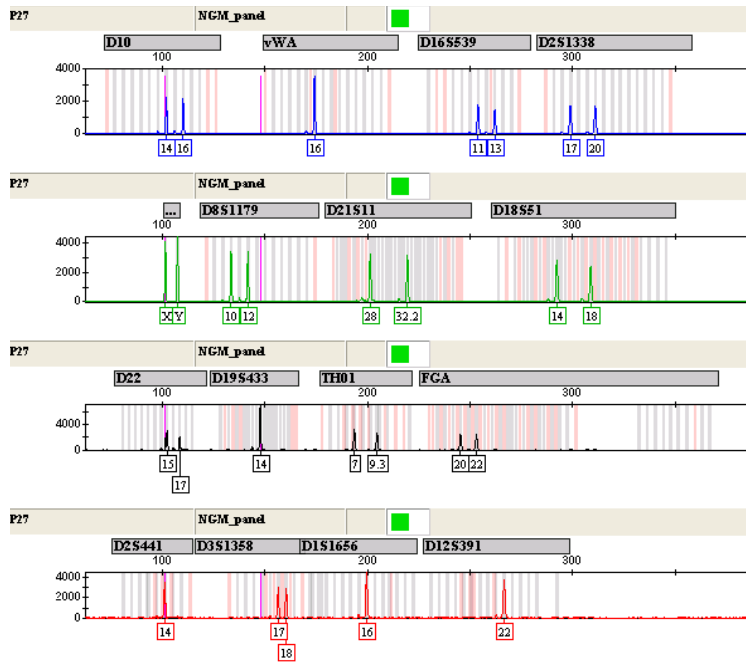 P27 NGM_panel
D10 vWA D16S539 D2S1338
100 200 300
4000
2000
0
14 16 16 11 13 17 20
P27 NGM_panel
... D8S1179 D21S11 D18S51
100 200 300
4000
2000
0
X Y 10 12 28 32.2 14 18
P27 NGM_panel
D22 D19S433 TH01 FGA
100 200 300
4000
0
15 14 7 9.3 20 22
17
P27 NGM_panel
D2S441 D3S1358 D1S1656 D12S391
100 200 300
4000
2000
0
14 17 16 22
18